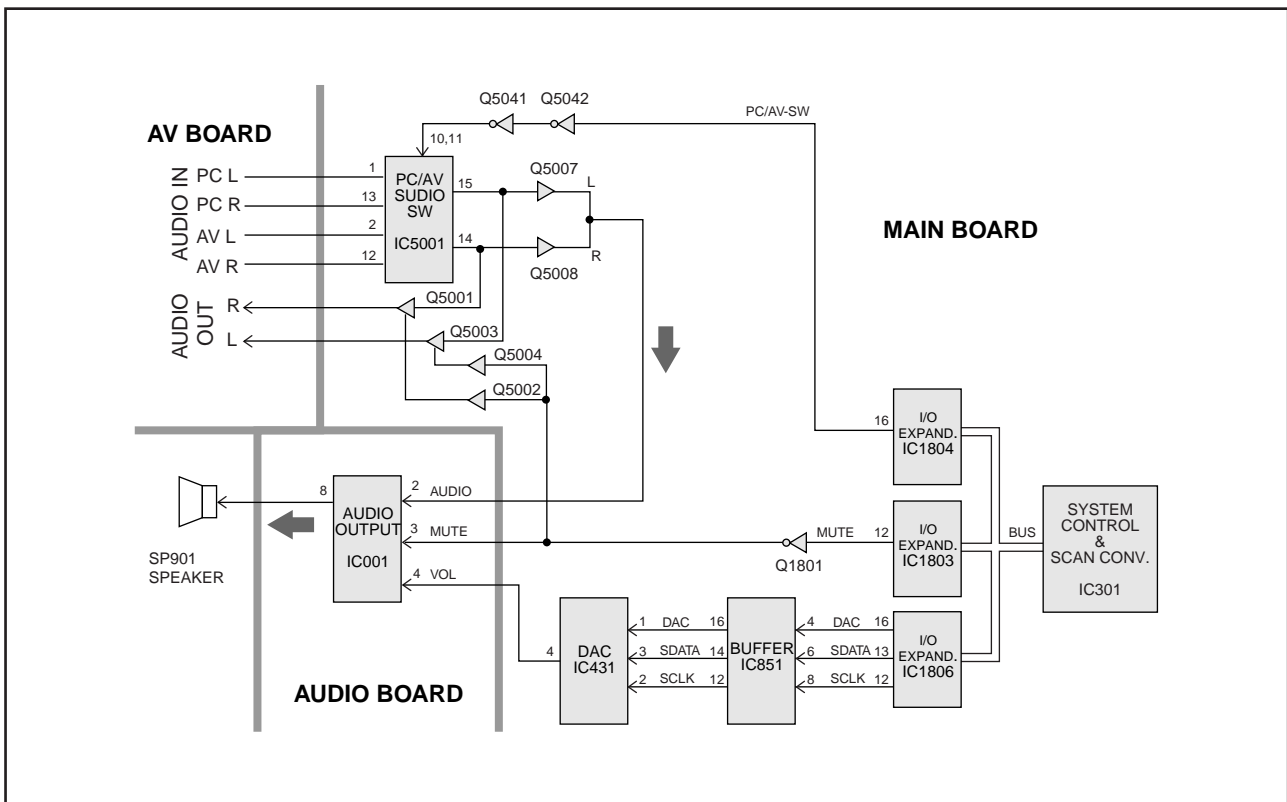 Q5041
Q5042
PC/AV-SW
AV BOARD
10,11
AUDIO IN
PC L
PC R
AV L
AV R
1
13
2
12
PC/AV
SUDIO
SW
IC5001
15
14
Q5007
L
R
Q5008
MAIN BOARD
AUDIO OUT
R
L
Q5001
Q5003
Q5004
Q5002
16
I/O
EXPAND.
IC1804
SP901
SPEAKER
8
AUDIO
OUTPUT
IC001
2 AUDIO
3 MUTE
4 VOL
Q1801
MUTE 12
I/O
EXPAND.
IC1803
BUS
SYSTEM
CONTROL
&
SCAN CONV.
IC301
AUDIO BOARD
4
DAC
IC431
1 DAC 16
3 SDATA 14
2 SCLK 12
BUFFER
IC851
4 DAC 16
6 SDATA 13
8 SCLK 12
I/O
EXPAND.
IC1806